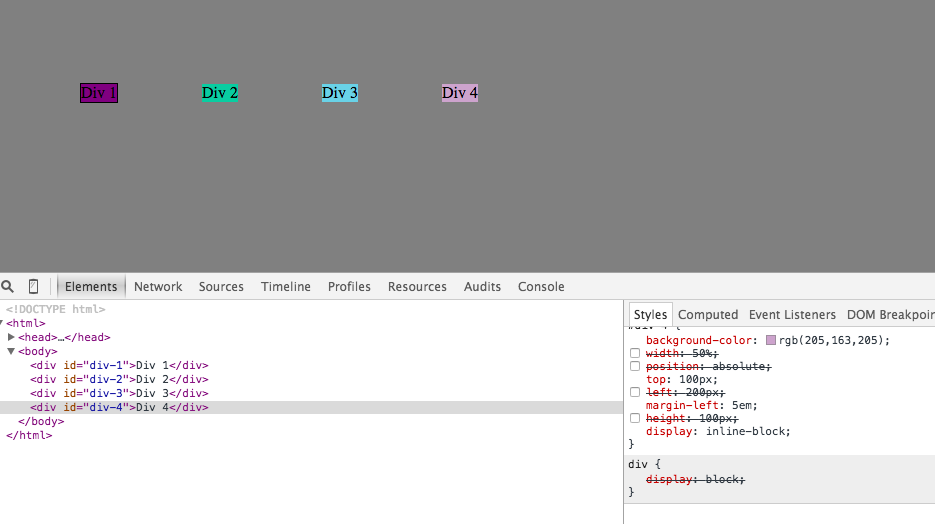 Div 1 Div 2 Div 3 Div 4
Elements Network Sources Timeline Profiles Resources Audits Console
<!DOCTYPE html>
<html>
<head>…</head>
<body>
<div id="div-1">Div 1</div>
<div id="div-2">Div 2</div>
<div id="div-3">Div 3</div>
<div id="div-4">Div 4</div>
</body>
</html>
Styles Computed Event Listeners DOM Breakpoin
#div-4 {
background-color: rgb(205,163,205);
width: 50%;
position: absolute;
top: 100px;
left: 200px;
margin-left: 5em;
height: 100px;
display: inline-block;
}
div {
display: block;
}